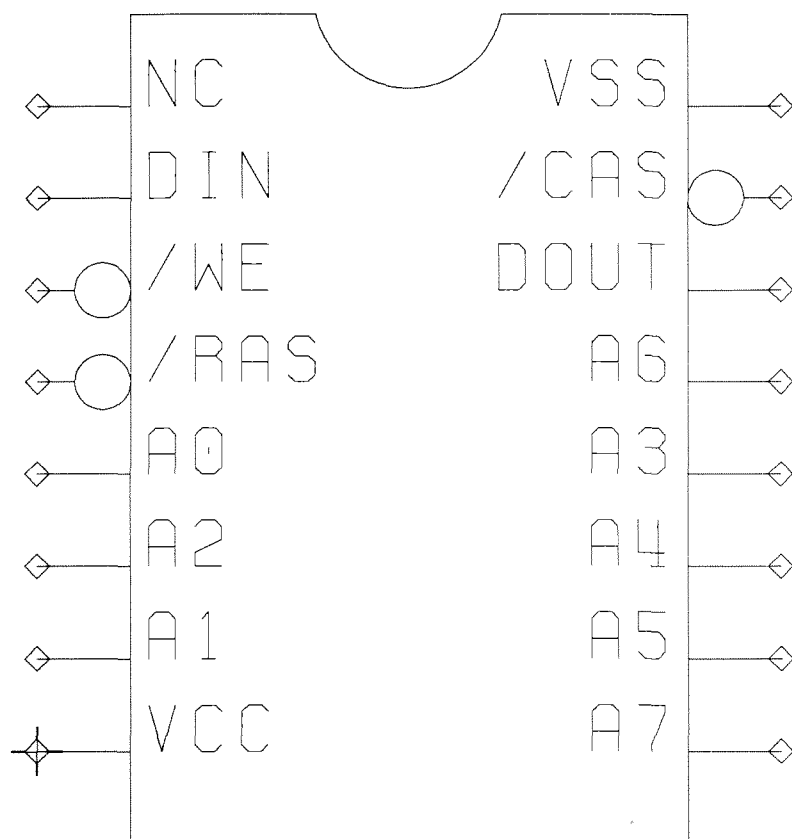 NC VSS
DIN /CAS
/WE DOUT
/RAS A6
A0 A3
A2 A4
A1 A5
VCC A7